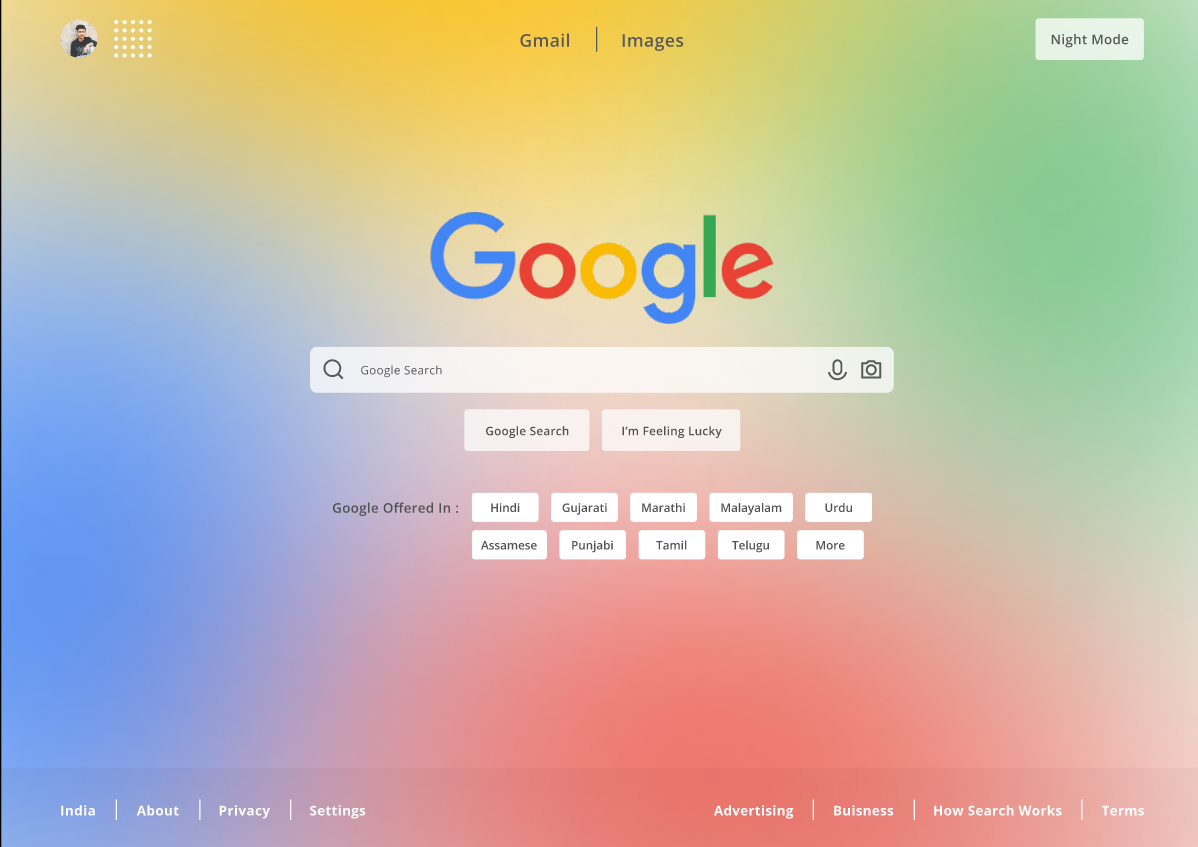 Gmail | Images
Night Mode
Google
Google Search
Google Search
I'm Feeling Lucky
Google Offered In :
Hindi
Gujarati
Marathi
Malayalam
Urdu
Assamese
Punjabi
Tamil
Telugu
More
India | About | Privacy | Settings
Advertising | Buisness | How Search Works | Terms